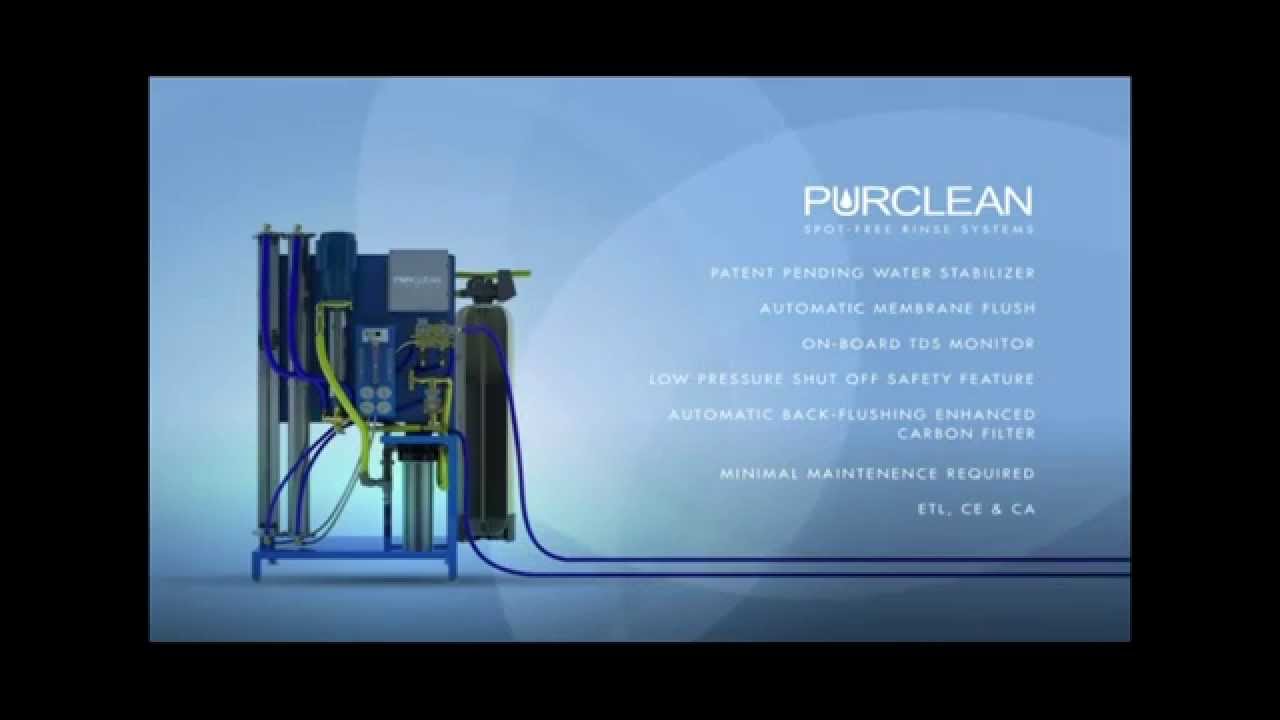 PURCLEAN
SPOT-FREE RINSE SYSTEMS
PATENT PENDING WATER STABILIZER
PURCLEAN
AUTOMATIC MEMBRANE FLUSH
ON-BOARD TDS MONITOR
LOW PRESSURE SHUT OFF SAFETY FEATURE
AUTOMATIC BACK-FLUSHING ENHANCED
CARBON FILTER
MINIMAL MAINTENENCE REQUIRED
ETL, CE & CA